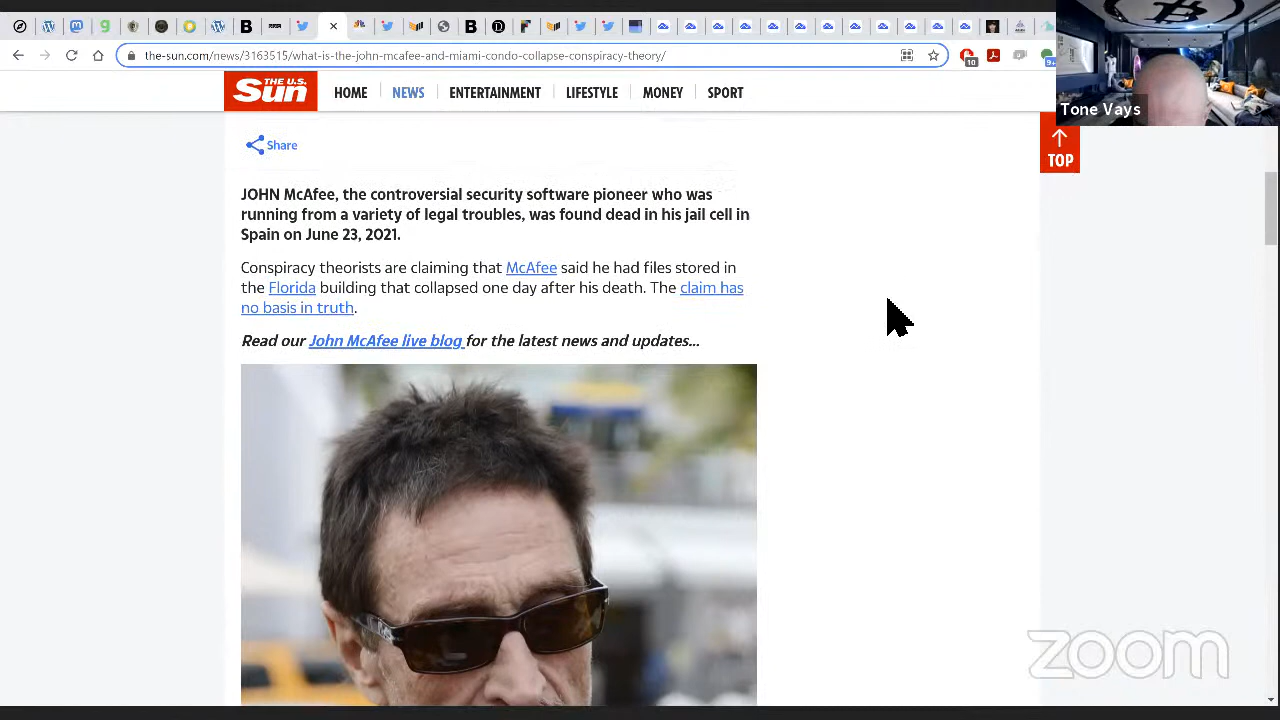 the-sun.com/news/3163515/what-is-the-john-mcafee-and-miami-condo-collapse-conspiracy-theory/
10
9+
Tone Vays
THE U.S.
Sun
HOME
NEWS
ENTERTAINMENT
LIFESTYLE
MONEY
SPORT
TOP
Share
JOHN McAfee, the controversial security software pioneer who was
running from a variety of legal troubles, was found dead in his jail cell in
Spain on June 23, 2021.
Conspiracy theorists are claiming that McAfee said he had files stored in
the Florida building that collapsed one day after his death. The claim has
no basis in truth.
Read our John McAfee live blog for the latest news and updates...
zoom